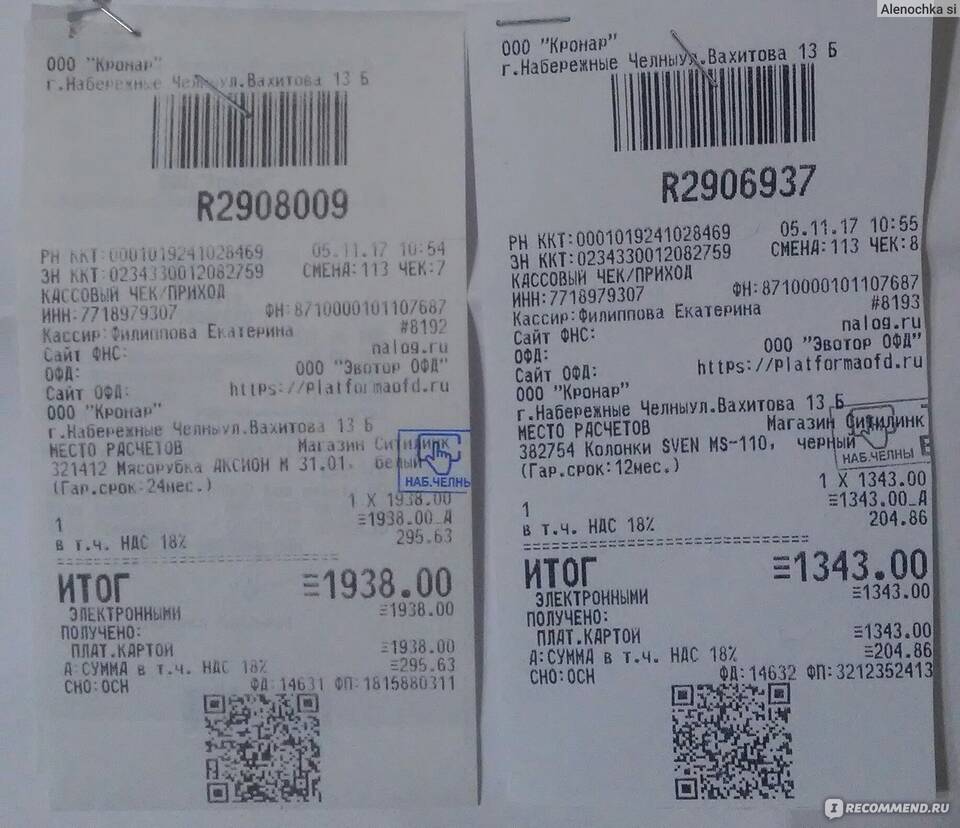 Alenochka si
ООО "Кронар"
г.Набережные Челныул.Вахитова 13 Б
R2908009
РН ККТ:0001019241028469 05.11.17 10:54
ЗН ККТ:0234330012082759 СМЕНА:113 ЧЕК:7
КАССОВЫЙ ЧЕК/ПРИХОД
ИНН:7718979307 ФН:8710000101107687
Кассир:Филиппова Екатерина #8192
Сайт ФНС: nalog.ru
ОФД: ООО "Эвотор ОФД"
Сайт ОФД: https://Platformaofd.ru
ООО "Кронар"
г.Набережные Челныул.Вахитова 13 Б
МЕСТО РАСЧЕТОВ Магазин Ситилинк
321412 Мясорубка АКСИОН М 31.01, белый
(Гар.срок:24мес.)
НАБ.ЧЕЛНЫ
1 X 1938.00
1 ≡1938.00_А
в т.ч. НДС 18% 295.63
ИТОГ ≡1938.00
ЭЛЕКТРОННЫМИ ≡1938.00
ПОЛУЧЕНО:
ПЛАТ.КАРТОЙ ≡1938.00
А:СУММА в т.ч. НДС 18% ≡295.63
СНО:ОСН ФД:14631 ФП:1815880311
ООО "Кронар"
г.Набережные Челныул.Вахитова 13 Б
R2906937
РН ККТ:0001019241028469 05.11.17 10:55
ЗН ККТ:0234330012082759 СМЕНА:113 ЧЕК:8
КАССОВЫЙ ЧЕК/ПРИХОД
ИНН:7718979307 ФН:8710000101107687
Кассир:Филиппова Екатерина #8193
Сайт ФНС: nalog.ru
ОФД: ООО "Эвотор ОФД"
Сайт ОФД: https://Platformaofd.ru
ООО "Кронар"
г.Набережные Челныул.Вахитова 13 Б
МЕСТО РАСЧЕТОВ Магазин Ситилинк
382754 Колонки SVEN MS-110, черный
(Гар.срок:12мес.)
НАБ.ЧЕЛНЫ
1 X 1343.00
1 ≡1343.00_А
в т.ч. НДС 18% 204.86
ИТОГ ≡1343.00
ЭЛЕКТРОННЫМИ ≡1343.00
ПОЛУЧЕНО:
ПЛАТ.КАРТОЙ ≡1343.00
А:СУММА в т.ч. НДС 18% ≡204.86
СНО:ОСН ФД:14632 ФП:3212352413
IRECOMMEND.RU